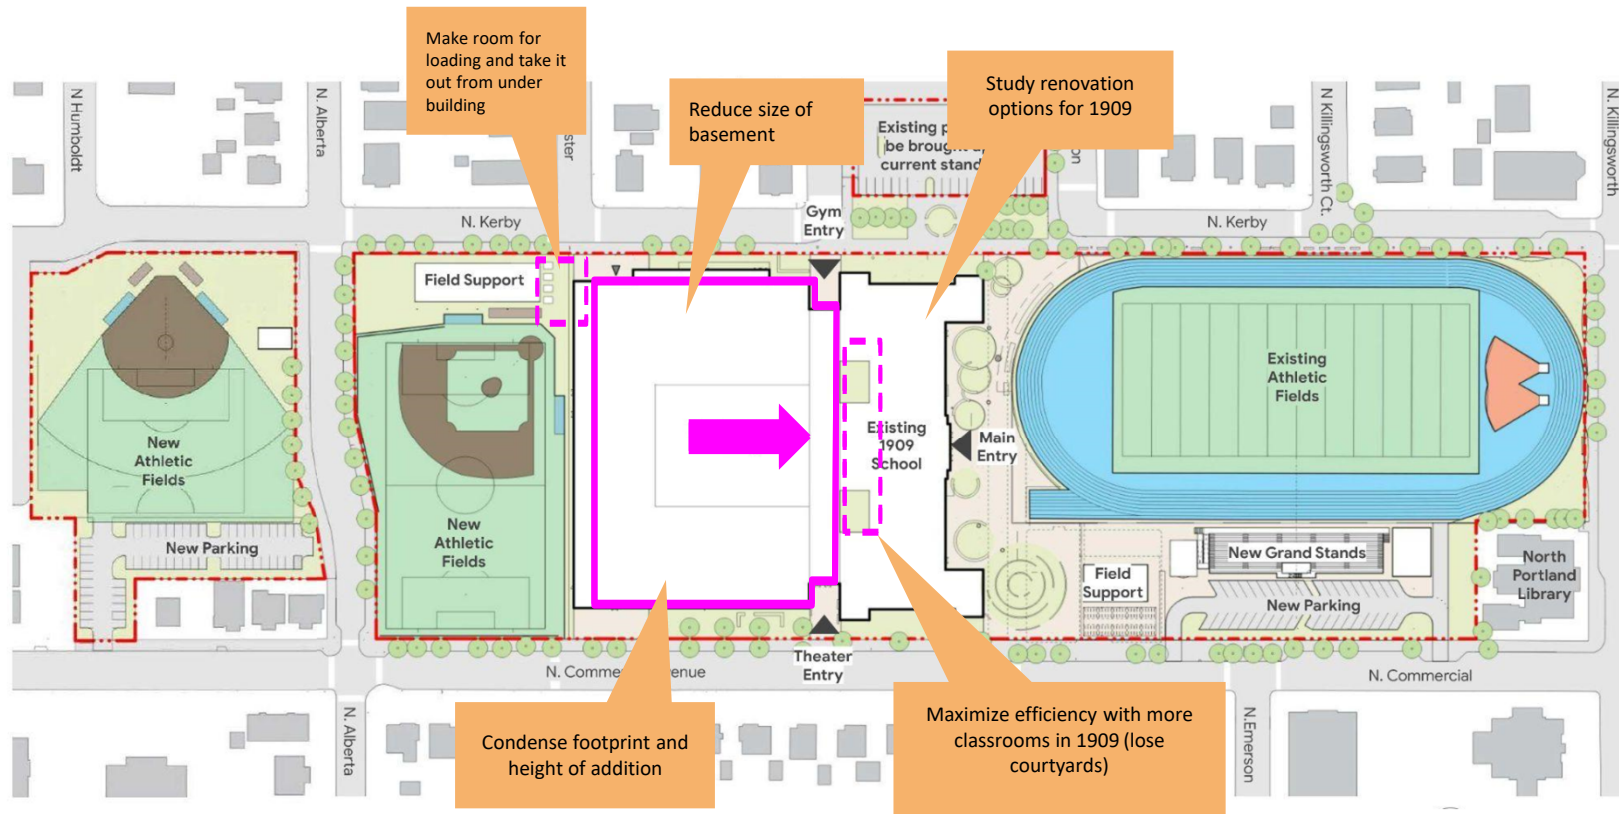 Make room for
loading and take it
out from under
building
Reduce size of
basement
Study renovation
options for 1909
N Humboldt
N. Alberta
ster
Existing p
be brought
current stand
on
N Killingsworth Ct.
N. Killingsworth
N. Kerby
Gym
Entry
N. Kerby
Field Support
New
Athletic
Fields
New Parking
New
Athletic
Fields
Existing
1909
School
Main
Entry
Existing
Athletic
Fields
New Grand Stands
Field
Support
New Parking
North
Portland
Library
Theater
Entry
N. Comme
nue
N. Commercial
N. Alberta
N.Emerson
Condense footprint and
height of addition
Maximize efficiency with more
classrooms in 1909 (lose
courtyards)